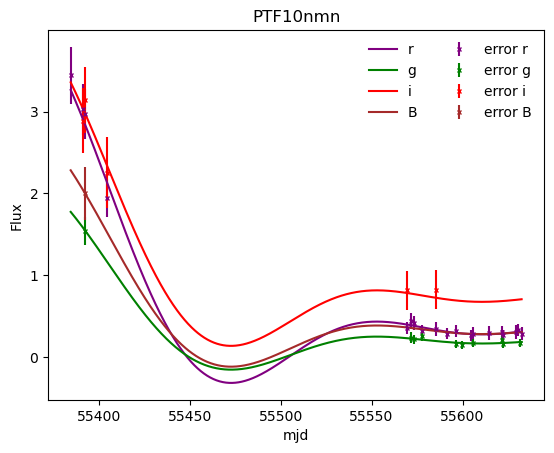 PTF10nmn
r
g
i
B
error r
error g
error i
error B
Flux
3
2
1
0
55400 55450 55500 55550 55600
mjd